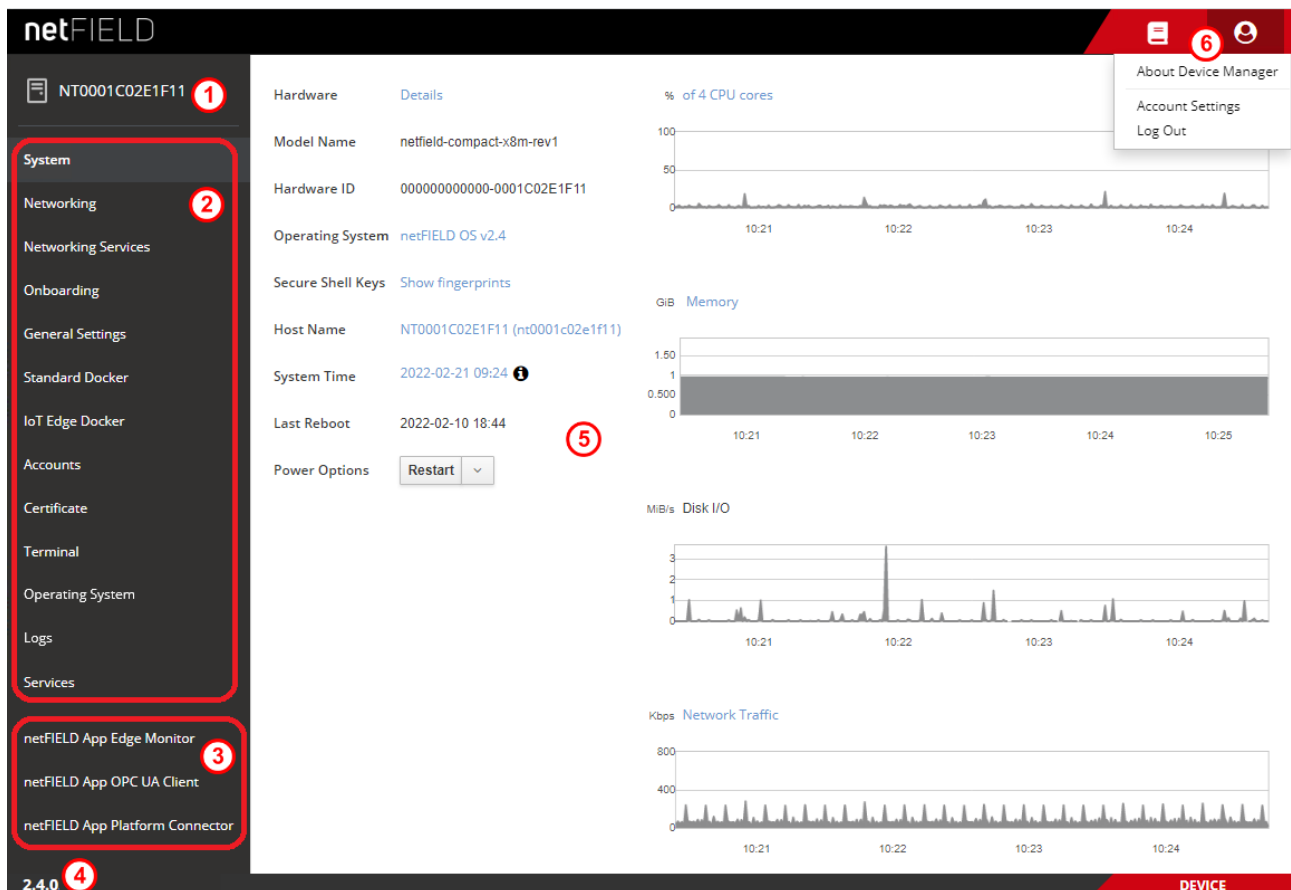 netFIELD
6
NT0001C02E1F11
1
About Device Manager
Account Settings
Log Out
System
Networking
2
Networking Services
Onboarding
General Settings
Standard Docker
IoT Edge Docker
Accounts
Certificate
Terminal
Operating System
Logs
Services
netFIELD App Edge Monitor
3
netFIELD App OPC UA Client
netFIELD App Platform Connector
2.4.0
4
Hardware Details
Model Name netfield-compact-x8m-rev1
Hardware ID 000000000000-0001C02E1F11
Operating System netFIELD OS v2.4
Secure Shell Keys Show fingerprints
Host Name NT0001C02E1F11 (nt0001c02e1f11)
System Time 2022-02-21 09:24
Last Reboot 2022-02-10 18:44
5
Power Options Restart
% of 4 CPU cores
100
50
0
10:21 10:22 10:23 10:24
GiB Memory
1.50
1
0.500
0
10:21 10:22 10:23 10:24 10:25
MiB/s Disk I/O
3
2
1
0
10:21 10:22 10:23 10:24
Kbps Network Traffic
800
400
0
10:21 10:22 10:23 10:24
DEVICE